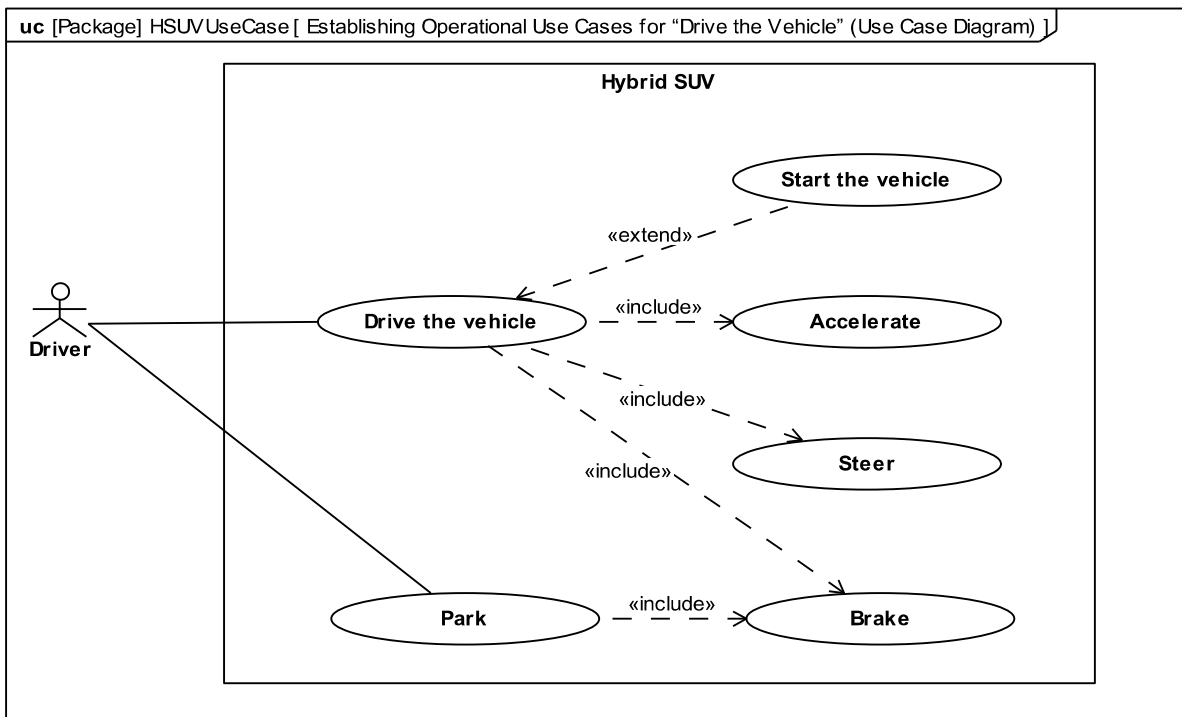 uc [Package] HSUVUseCase [ Establishing Operational Use Cases for “Drive the Vehicle” (Use Case Diagram) ]
Hybrid SUV
Start the vehicle
«extend»
Drive the vehicle
«include»
Accelerate
Driver
«include»
Steer
«include»
Park
«include»
Brake